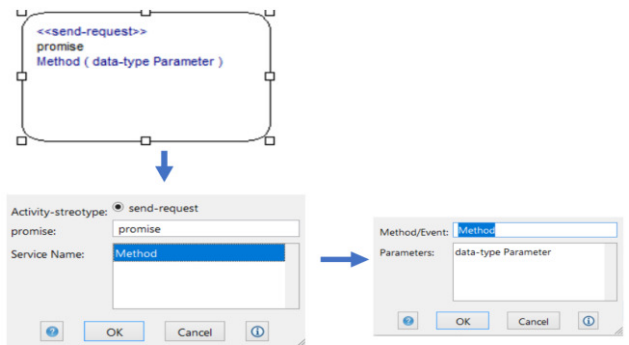 <<send-request>>
promise
Method ( data-type Parameter )
Activity-streotype: send-request
promise: promise
Service Name: Method
OK Cancel
Method/Event: Method
Parameters: data-type Parameter
OK Cancel